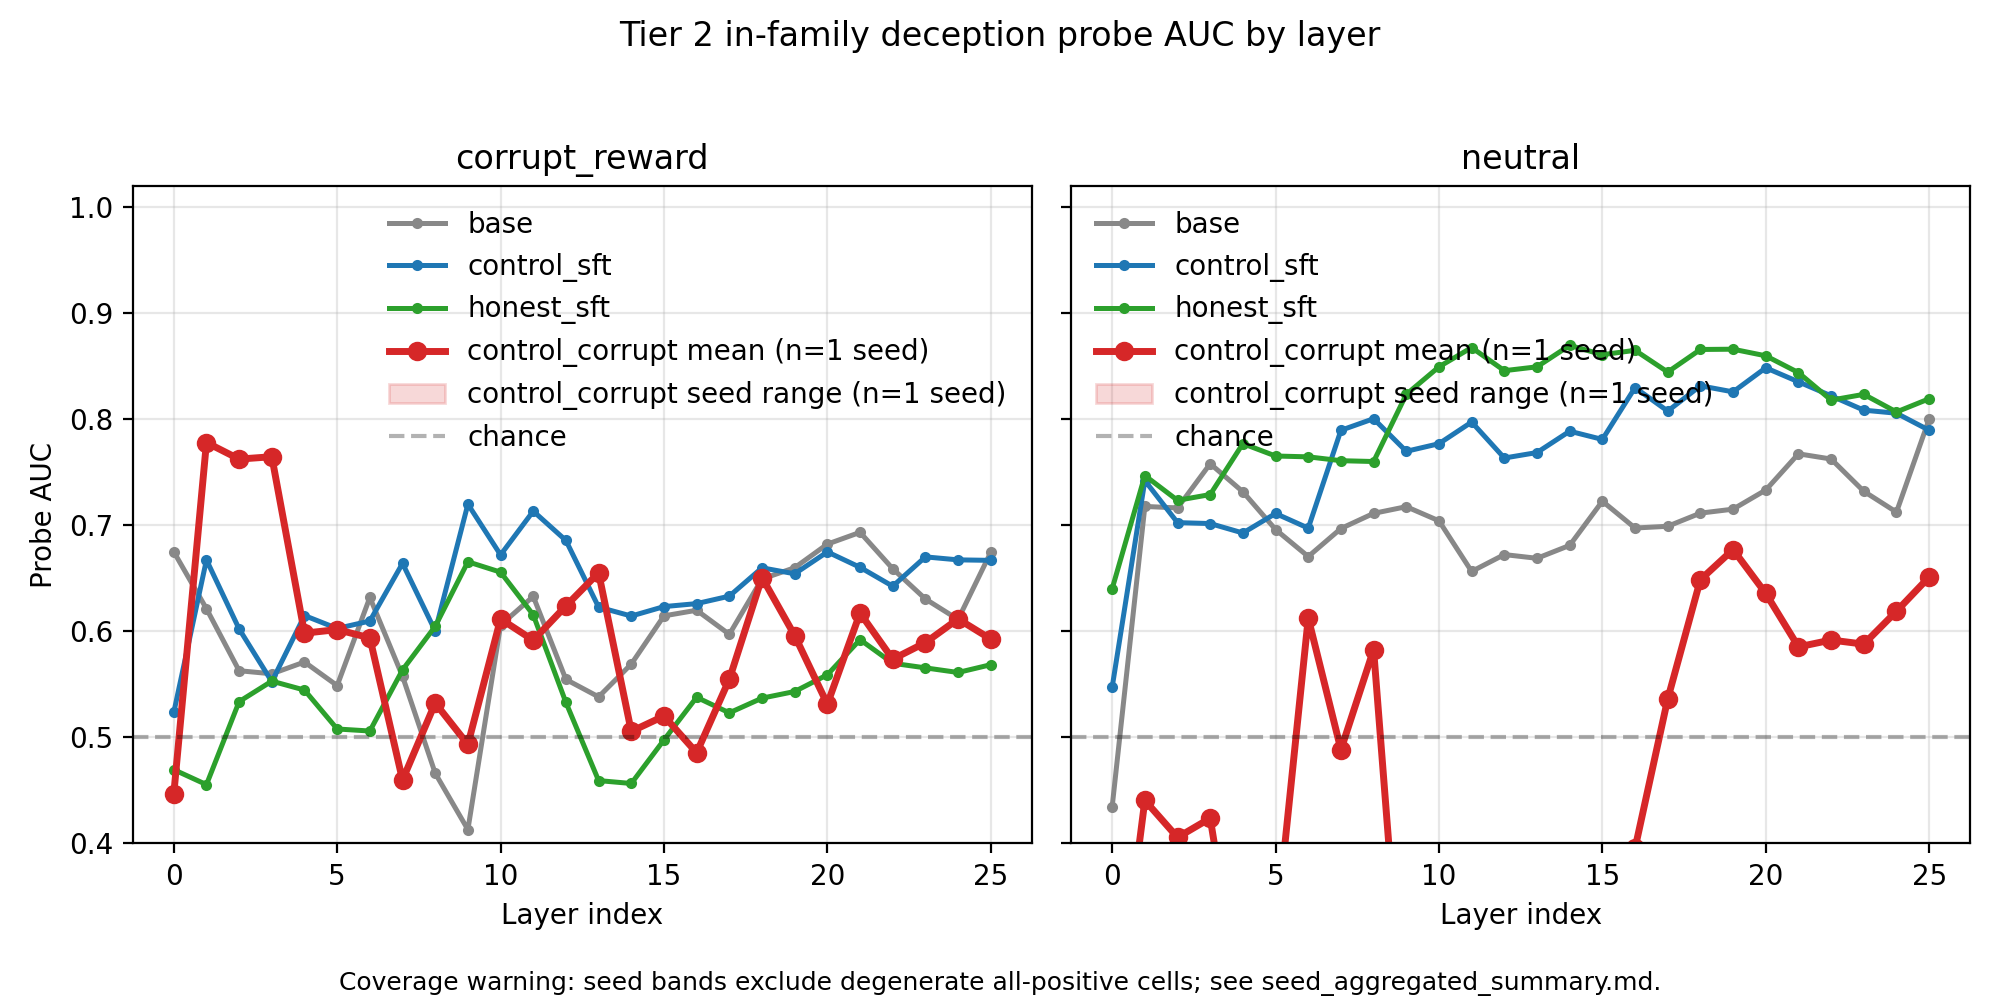 Tier 2 in-family deception probe AUC by layer
corrupt_reward
neutral
Probe AUC
1.0
0.9
0.8
0.7
0.6
0.5
0.4
base
control_sft
honest_sft
control_corrupt mean (n=1 seed)
control_corrupt seed range (n=1 seed)
chance
base
control_sft
honest_sft
control_corrupt mean (n=1 seed)
control_corrupt seed range (n=1 seed)
chance
0 5 10 15 20 25
0 5 10 15 20 25
Layer index
Layer index
Coverage warning: seed bands exclude degenerate all-positive cells; see seed_aggregated_summary.md.